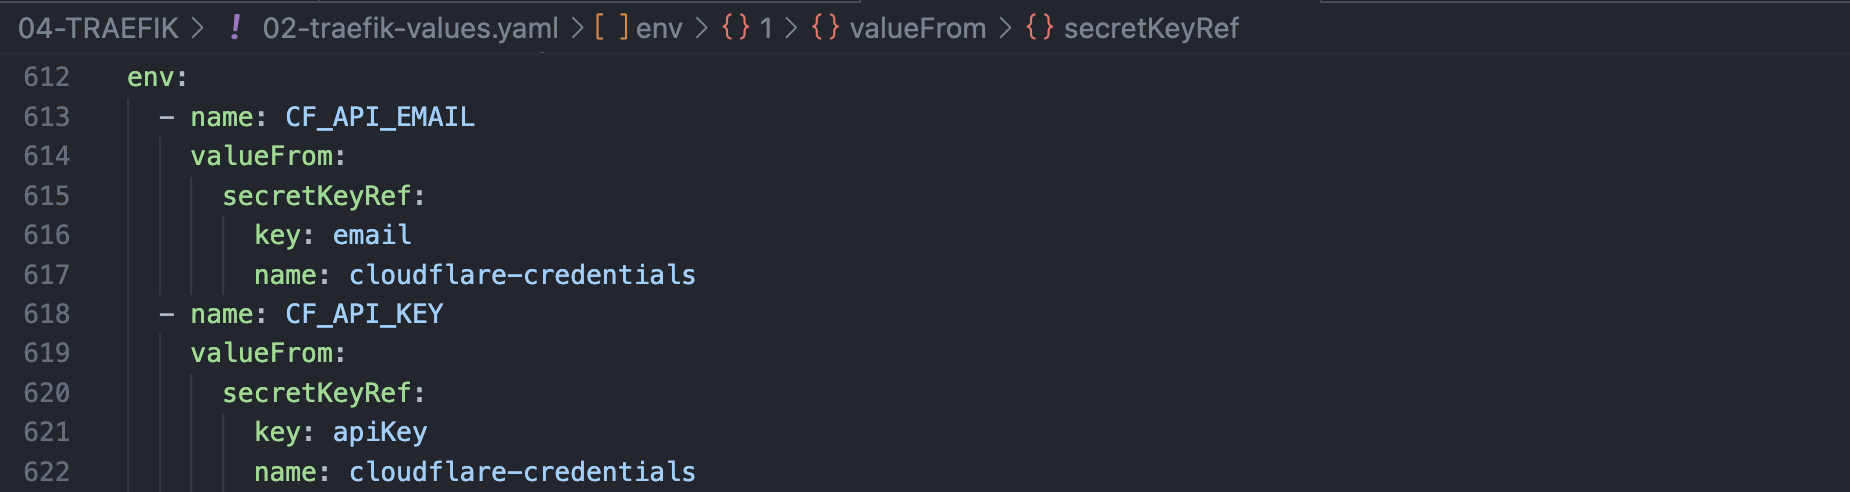 04-TRAEFIK > ! 02-traefik-values.yaml > [ ] env > {} 1 > {} valueFrom > {} secretKeyRef
612 env:
613 - name: CF_API_EMAIL
614 valueFrom:
615 secretKeyRef:
616 key: email
617 name: cloudflare-credentials
618 - name: CF_API_KEY
619 valueFrom:
620 secretKeyRef:
621 key: apiKey
622 name: cloudflare-credentials